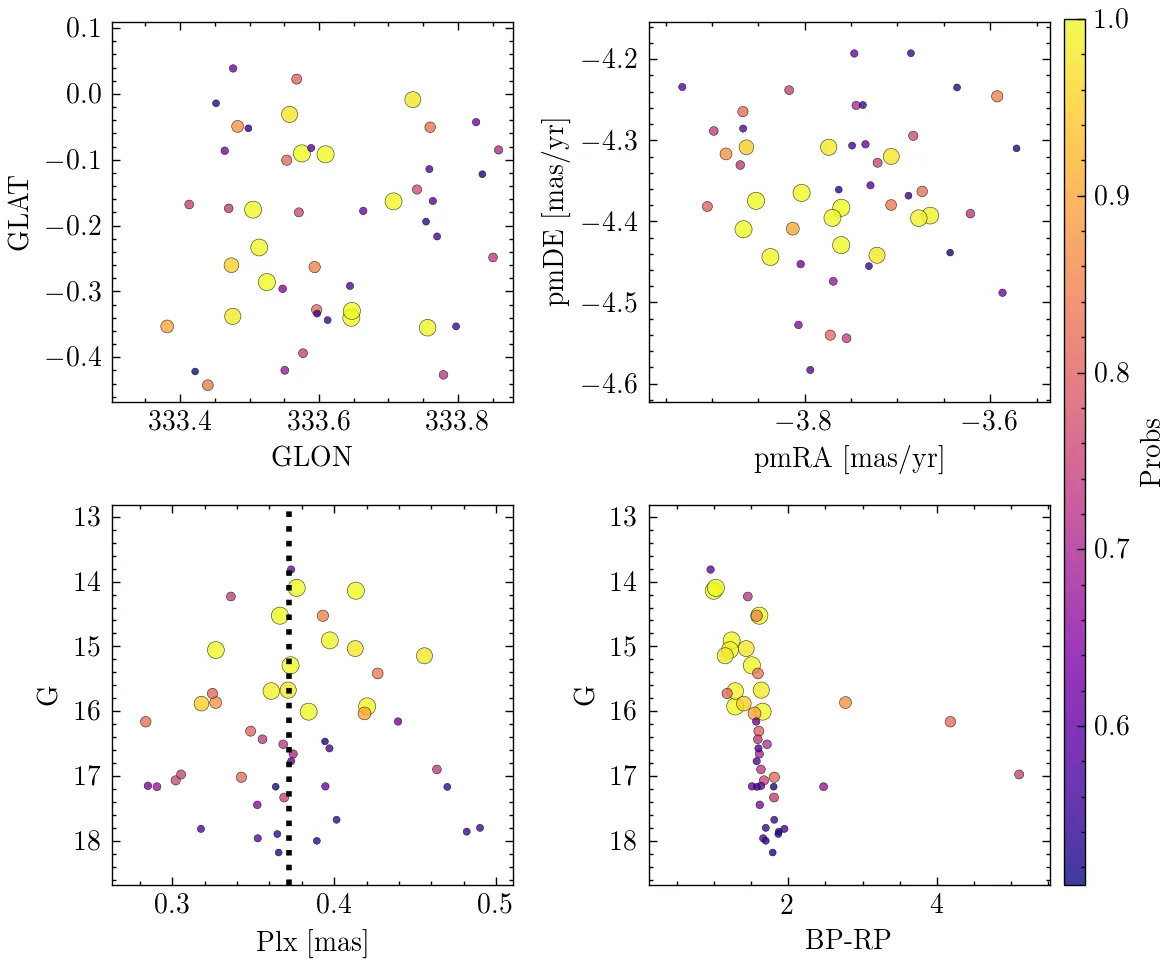 0.1
0.0
−0.1
−0.2
−0.3
−0.4
GLAT
333.4 333.6 333.8
GLON
−4.2
−4.3
−4.4
−4.5
−4.6
pmDE [mas/yr]
−3.8 −3.6
pmRA [mas/yr]
1.0
0.9
0.8
0.7
0.6
Probs
13
14
15
16
17
18
G
0.3 0.4 0.5
Plx [mas]
13
14
15
16
17
18
G
2 4
BP-RP